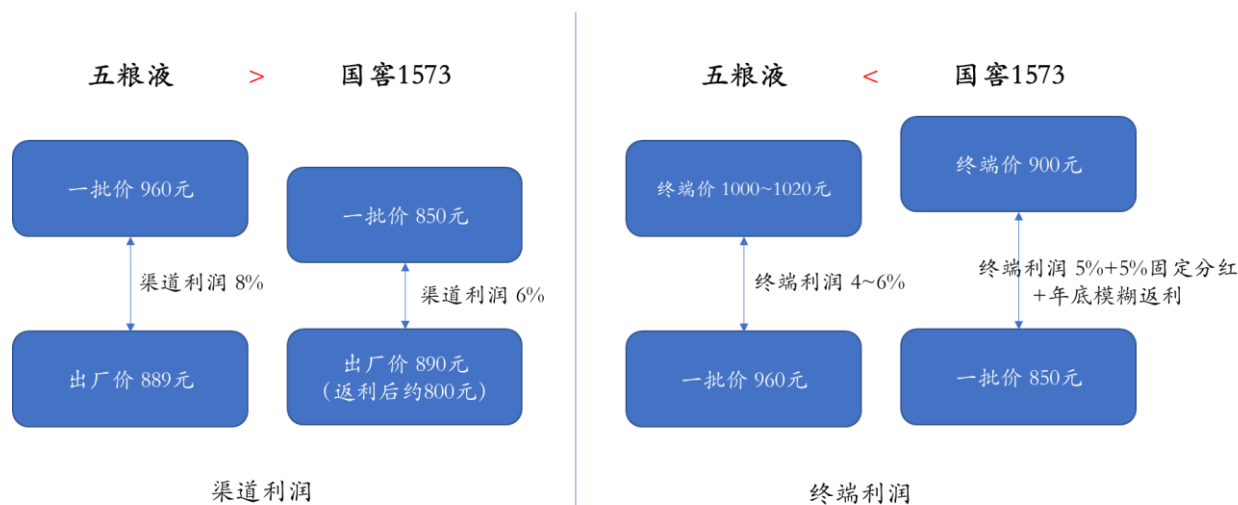 五粮液 > 国窖1573
一批价 960元
渠道利润 8%
出厂价 889元
一批价 850元
渠道利润 6%
出厂价 890元
（返利后约800元）
渠道利润
五粮液 < 国窖1573
终端价 1000~1020元
终端利润 4~6%
一批价 960元
终端价 900元
终端利润 5%+5%固定分红
+年底模糊返利
一批价 850元
终端利润